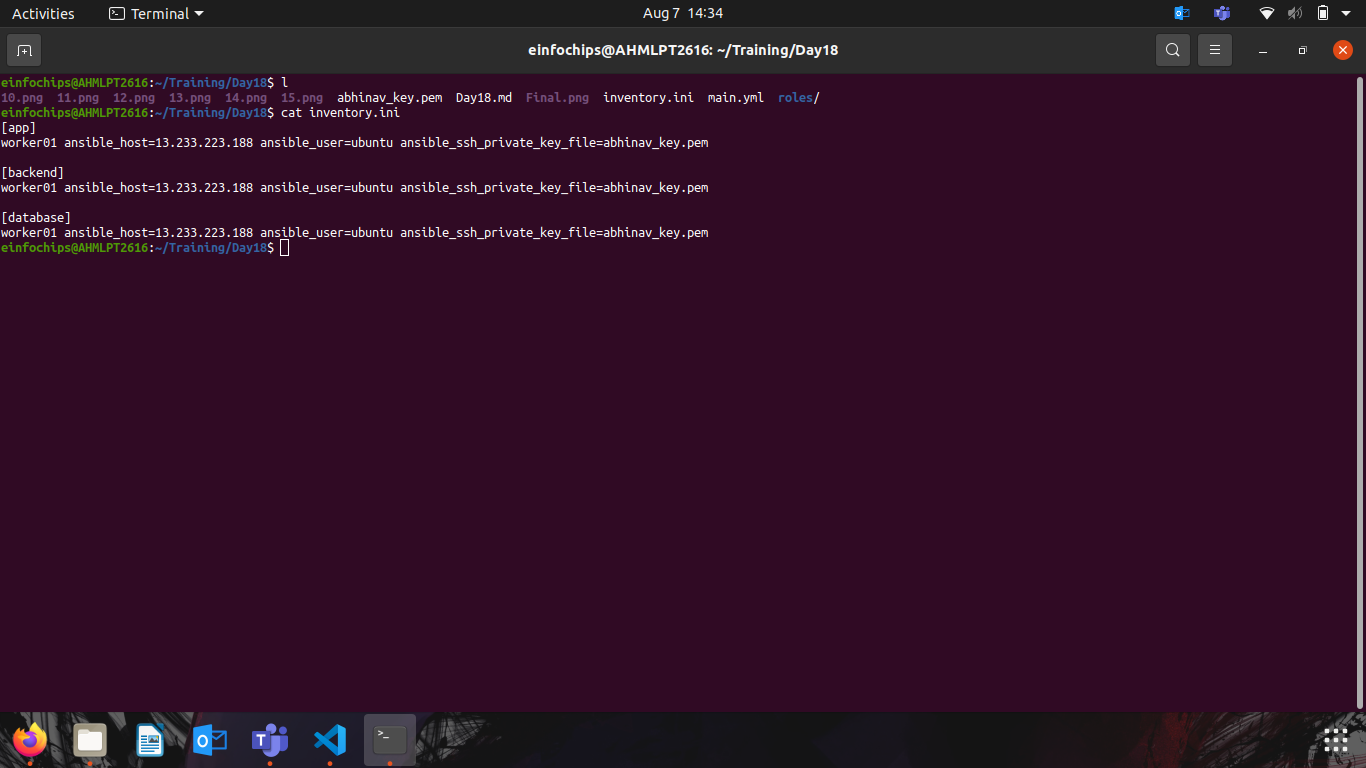 Activities Terminal Aug 7 14:34
einfochips@AHMLPT2616: ~/Training/Day18
einfochips@AHMLPT2616:~/Training/Day18$ l
10.png 11.png 12.png 13.png 14.png 15.png abhinav_key.pem Day18.md Final.png inventory.ini main.yml roles/
einfochips@AHMLPT2616:~/Training/Day18$ cat inventory.ini
[app]
worker01 ansible_host=13.233.223.188 ansible_user=ubuntu ansible_ssh_private_key_file=abhinav_key.pem
[backend]
worker01 ansible_host=13.233.223.188 ansible_user=ubuntu ansible_ssh_private_key_file=abhinav_key.pem
[database]
worker01 ansible_host=13.233.223.188 ansible_user=ubuntu ansible_ssh_private_key_file=abhinav_key.pem
einfochips@AHMLPT2616:~/Training/Day18$